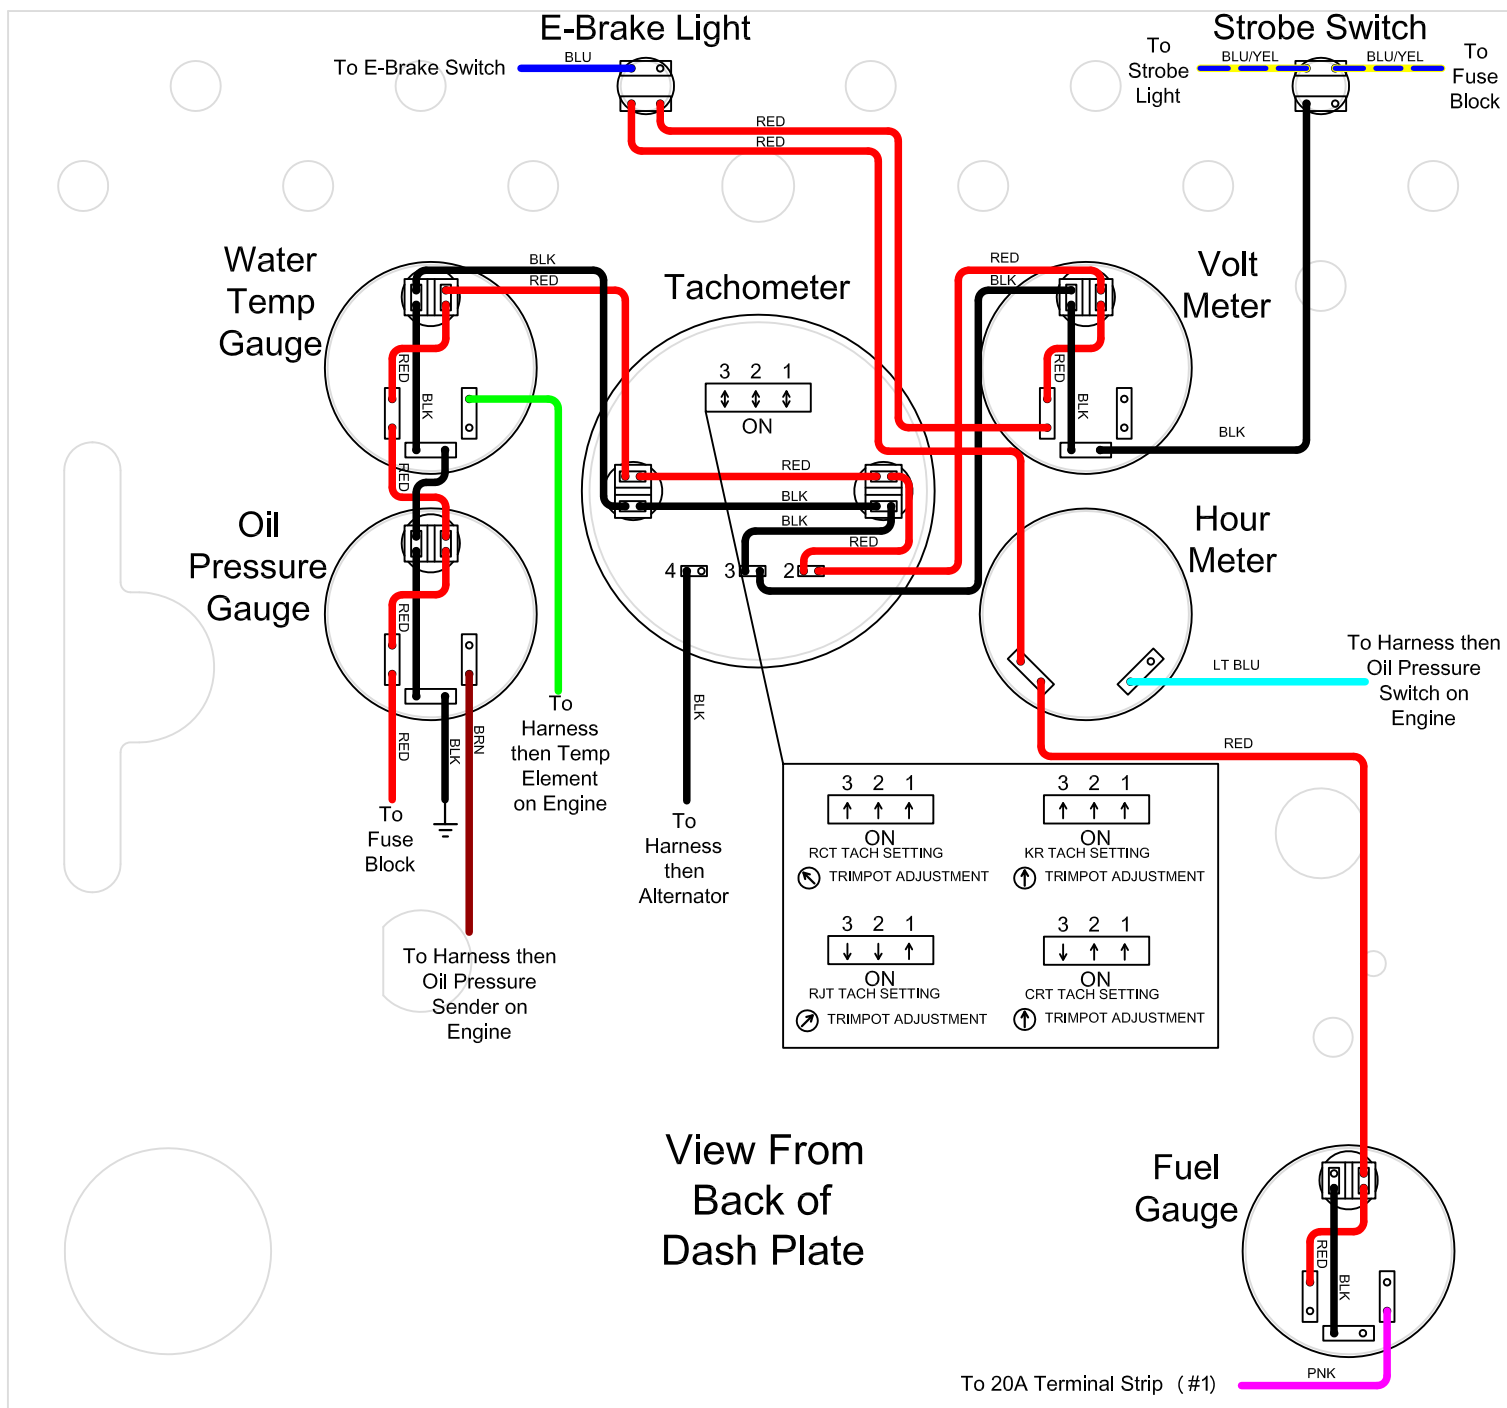 E-Brake Light
Strobe Switch
To E-Brake Switch
BLU
To
Strobe
Light
BLU/YEL
BLU/YEL
To
Fuse
Block
RED
RED
Water
Temp
Gauge
BLK
RED
RED
BLK
RED
Tachometer
3 2 1
ON
RED
BLK
BLK
RED
4
3
2
RED
BLK
Volt
Meter
RED
BLK
BLK
Oil
Pressure
Gauge
RED
RED
BLK
BRN
To
Fuse
Block
To
Harness
then Temp
Element
on Engine
BLK
To
Harness
then
Alternator
To Harness then
Oil Pressure
Sender on
Engine
Hour
Meter
LT BLU
To Harness then
Oil Pressure
Switch on
Engine
RED
3 2 1
ON
RCT TACH SETTING
TRIMPOT ADJUSTMENT
3 2 1
ON
KR TACH SETTING
TRIMPOT ADJUSTMENT
3 2 1
ON
RJT TACH SETTING
TRIMPOT ADJUSTMENT
3 2 1
ON
CRT TACH SETTING
TRIMPOT ADJUSTMENT
View From
Back of
Dash Plate
Fuel
Gauge
RED
BLK
PNK
To 20A Terminal Strip (#1)